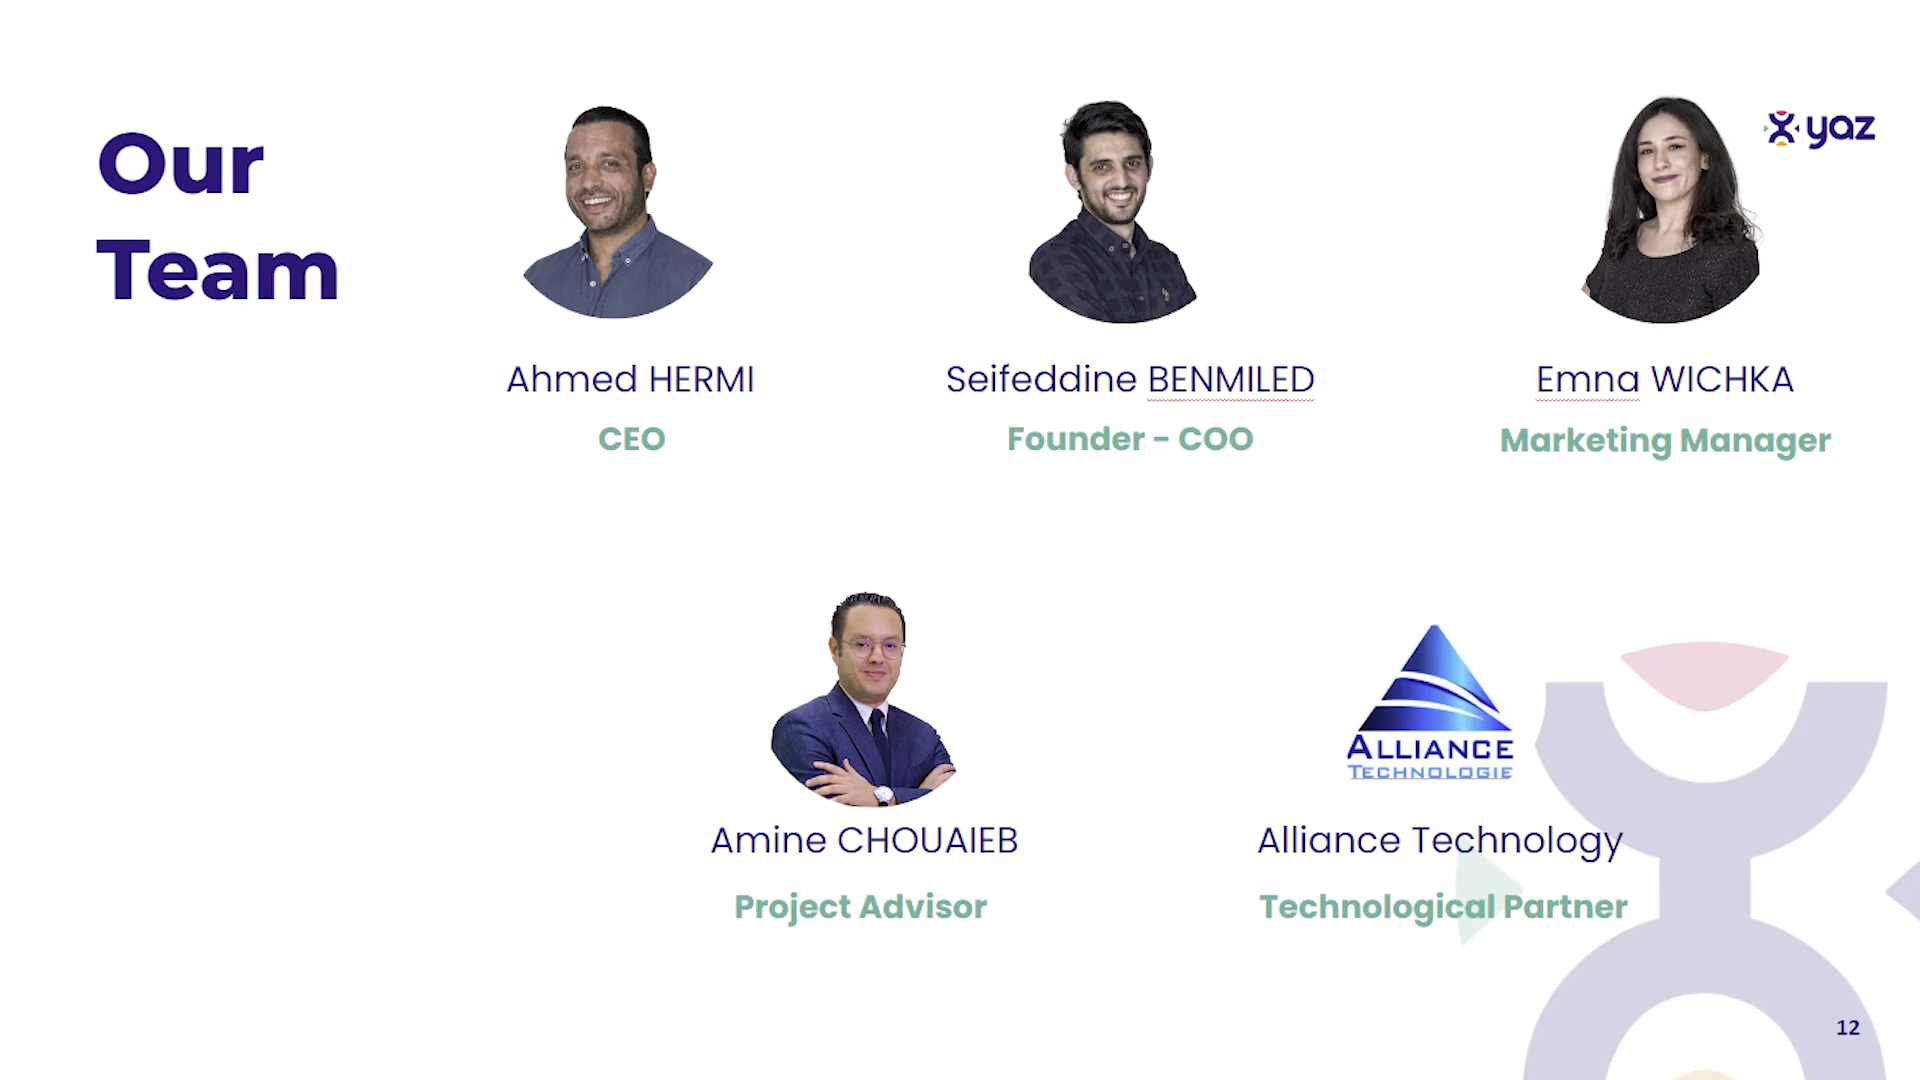 Our
Team
yaz
Ahmed HERMI
CEO
Seifeddine BENMILED
Founder - COO
Emna WICHKA
Marketing Manager
ALLIANCE
TECHNOLOGIE
Amine CHOUAIEB
Project Advisor
Alliance Technology
Technological Partner
12